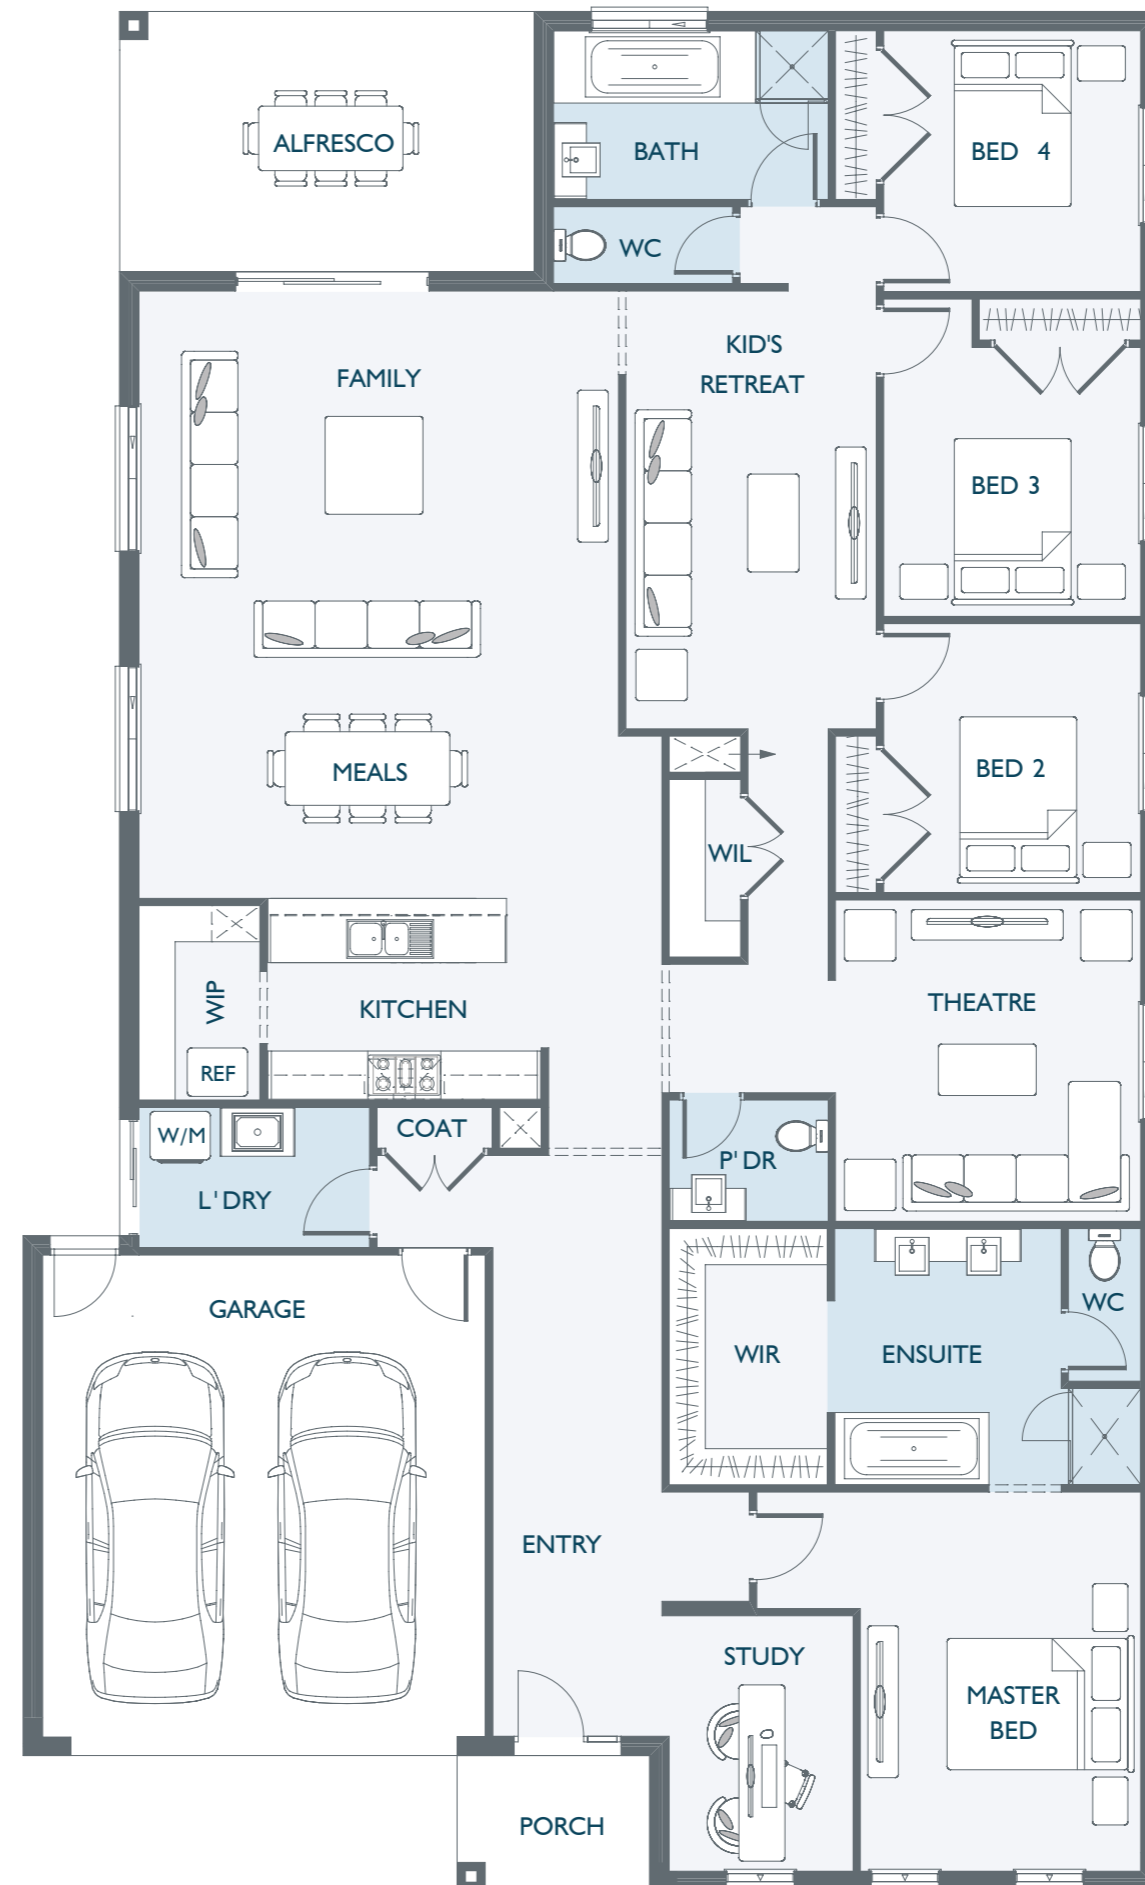 ALFRESCO
BATH
BED 4
WC
KID'S
RETREAT
FAMILY
BED 3
MEALS
BED 2
WIL
WIP
KITCHEN
THEATRE
REF
W/M
COAT
P'DR
L'DRY
GARAGE
WC
WIR
ENSUITE
ENTRY
STUDY
MASTER
BED
PORCH